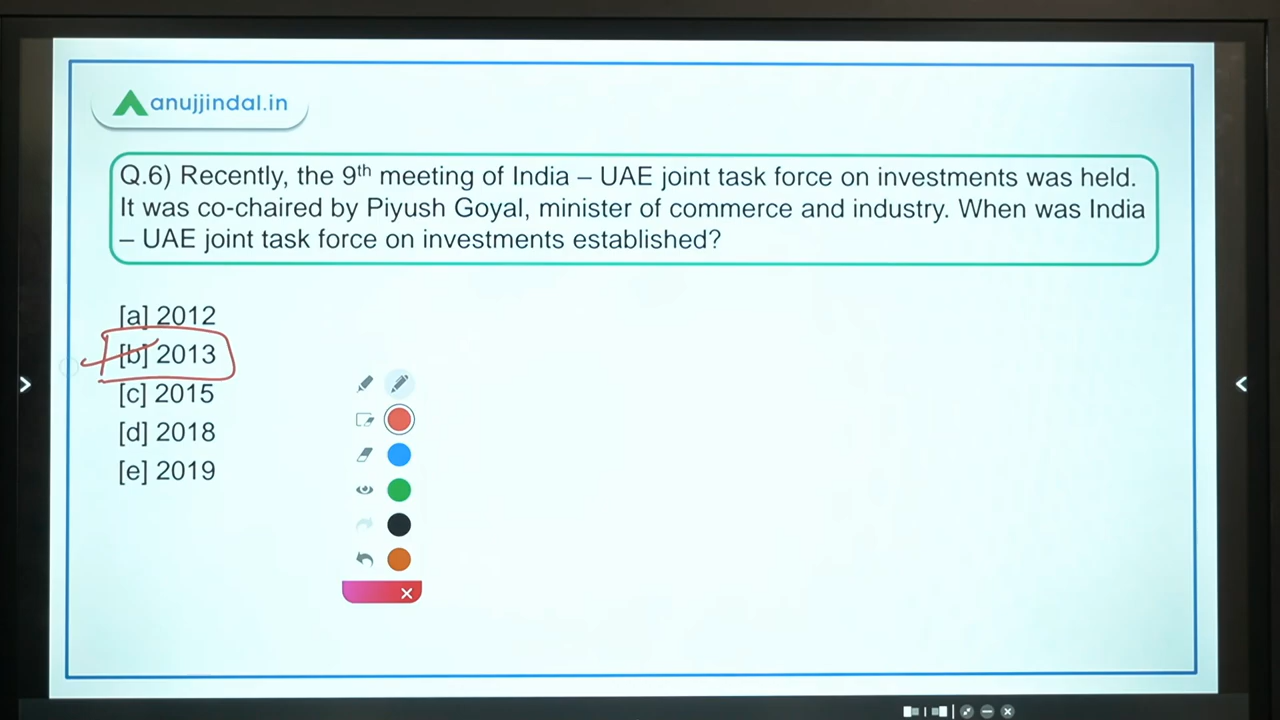 anujjindal.in
Q.6) Recently, the 9th meeting of India – UAE joint task force on investments was held.
It was co-chaired by Piyush Goyal, minister of commerce and industry. When was India
– UAE joint task force on investments established?
[a] 2012
[b] 2013
[c] 2015
[d] 2018
[e] 2019